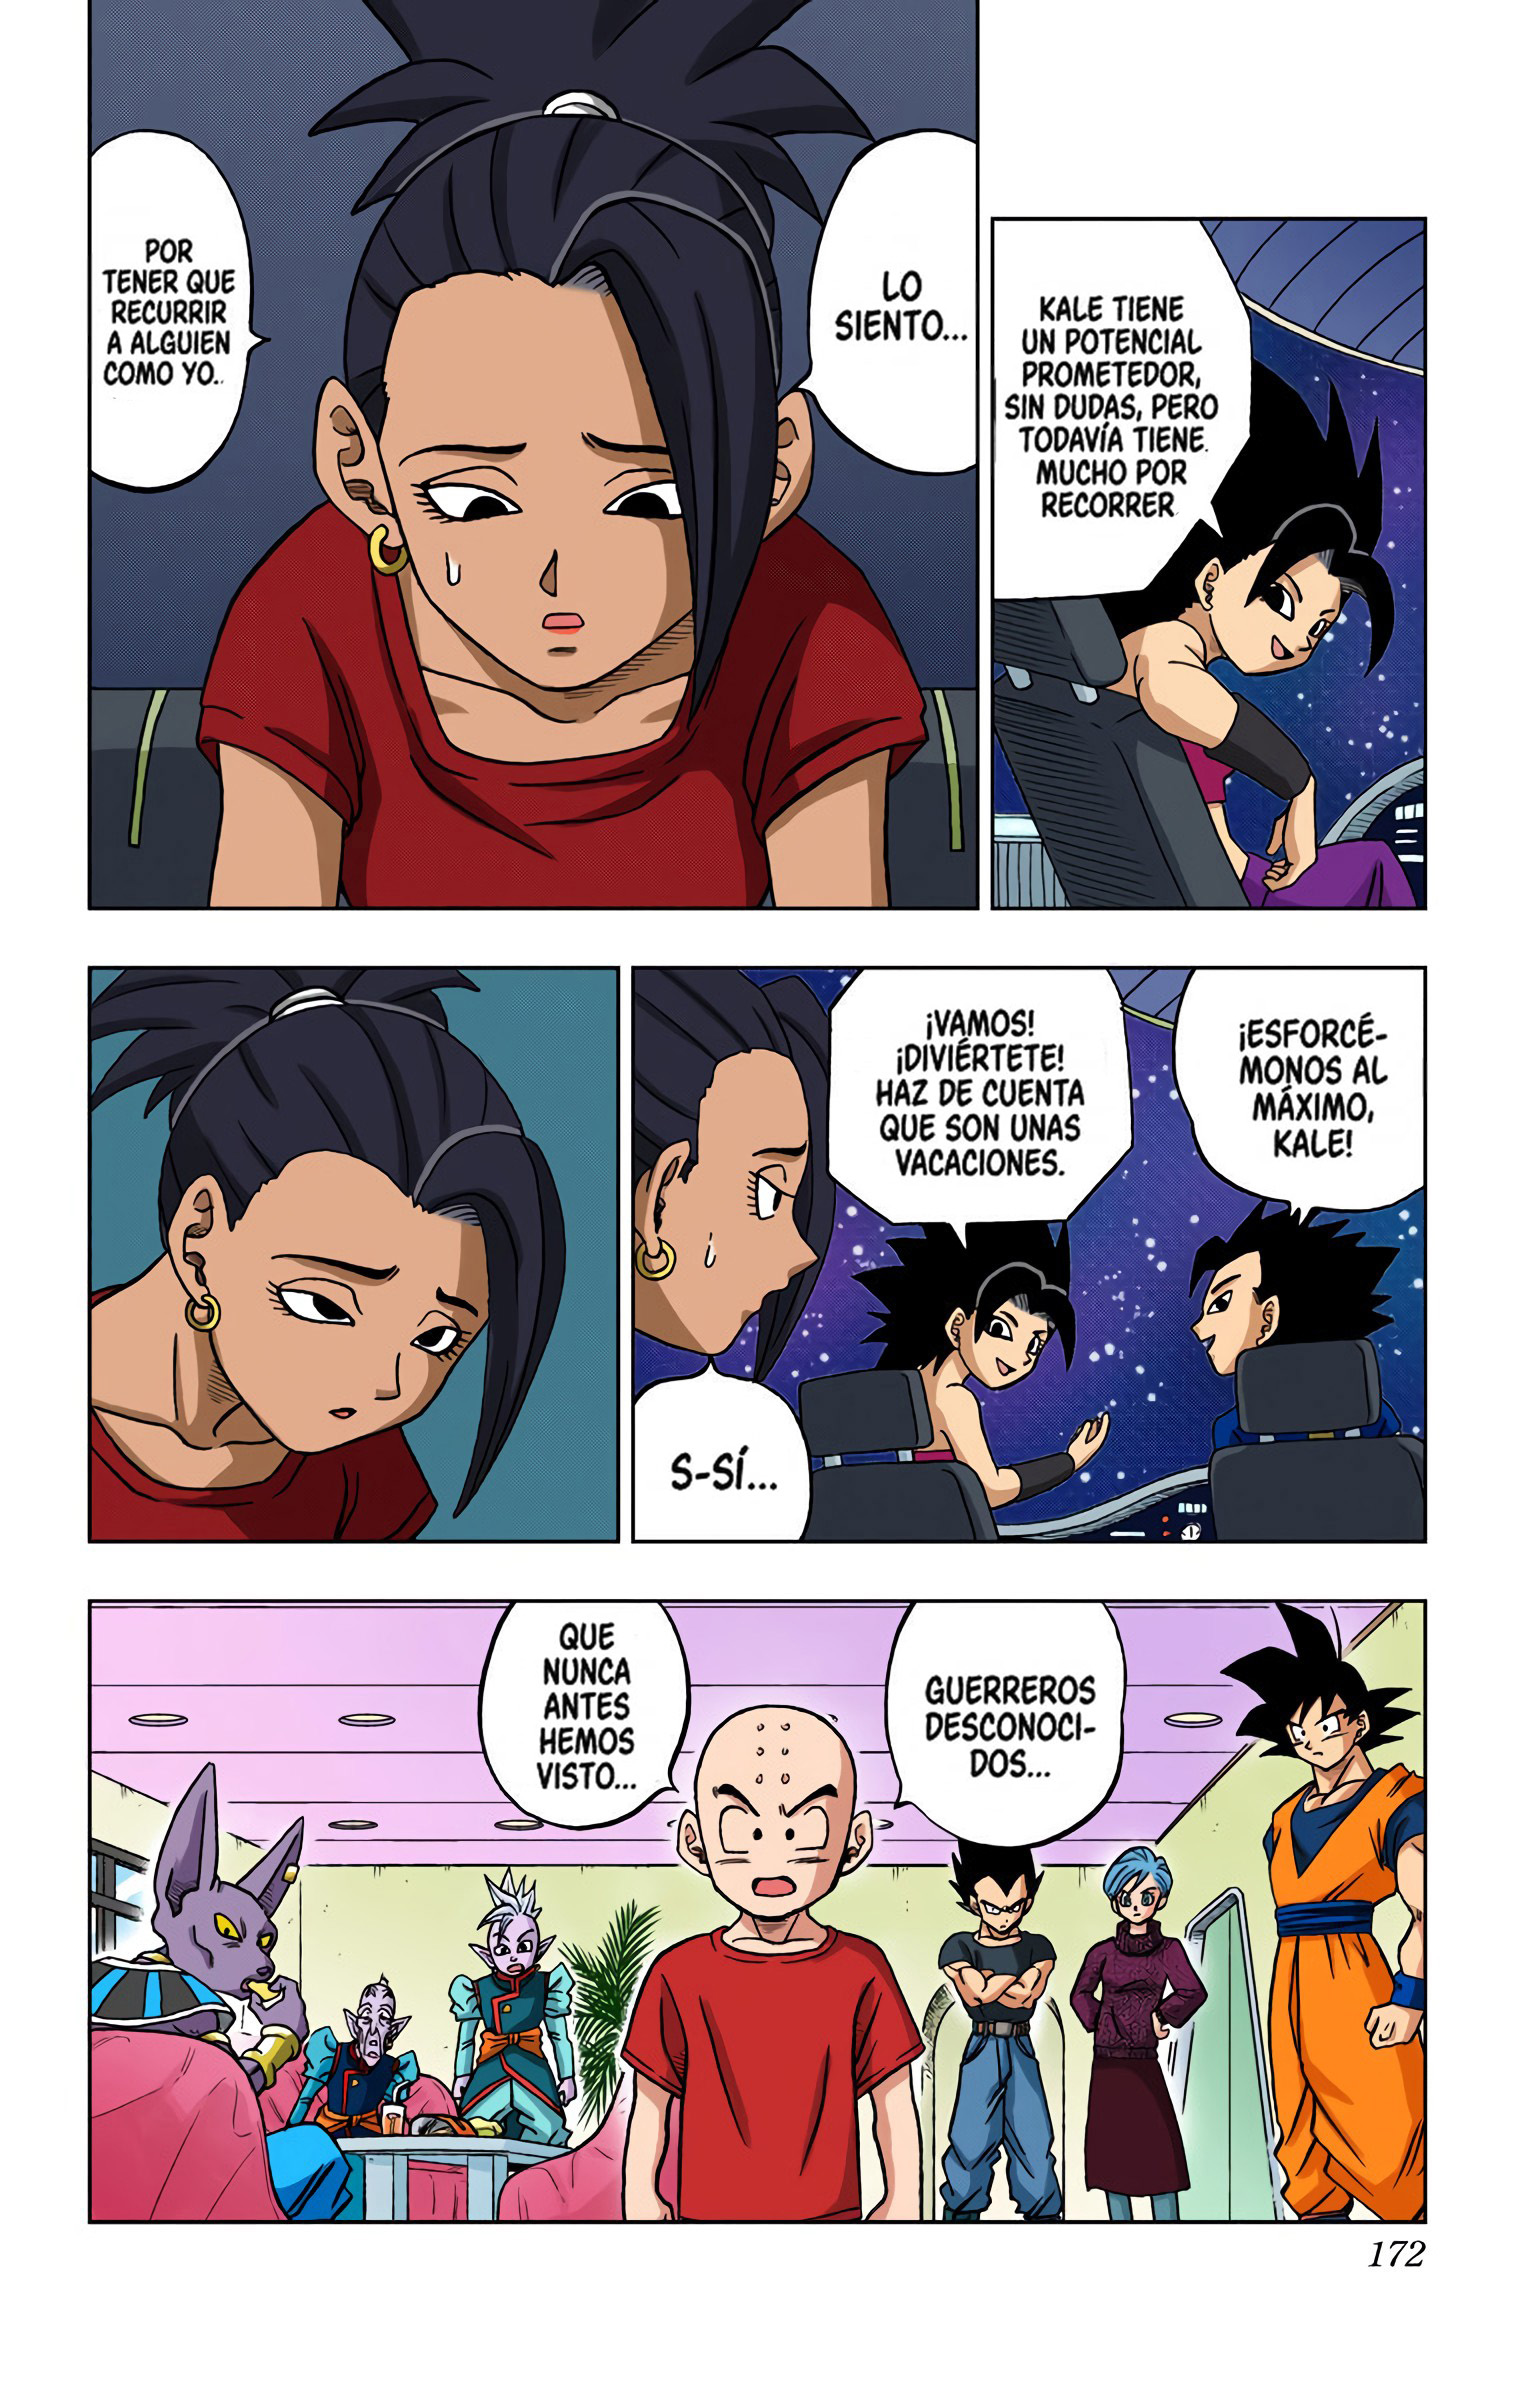 KALE TIENE
UN POTENCIAL
PROMETEDOR,
SIN DUDAS, PERO
TODAVÍA TIENE
MUCHO POR
RECORRER
LO
SIENTO...
POR
TENER QUE
RECURRIR
A ALGUIEN
COMO YO..
¡ESFORCÉ-
MONOS AL
MÁXIMO,
KALE!
¡VAMOS!
¡DIVIÉRTETE!
HAZ DE CUENTA
QUE SON UNAS
VACACIONES.
S-SÍ...
GUERREROS
DESCONOCI-
DOS...
QUE
NUNCA
ANTES
HEMOS
VISTO...
172